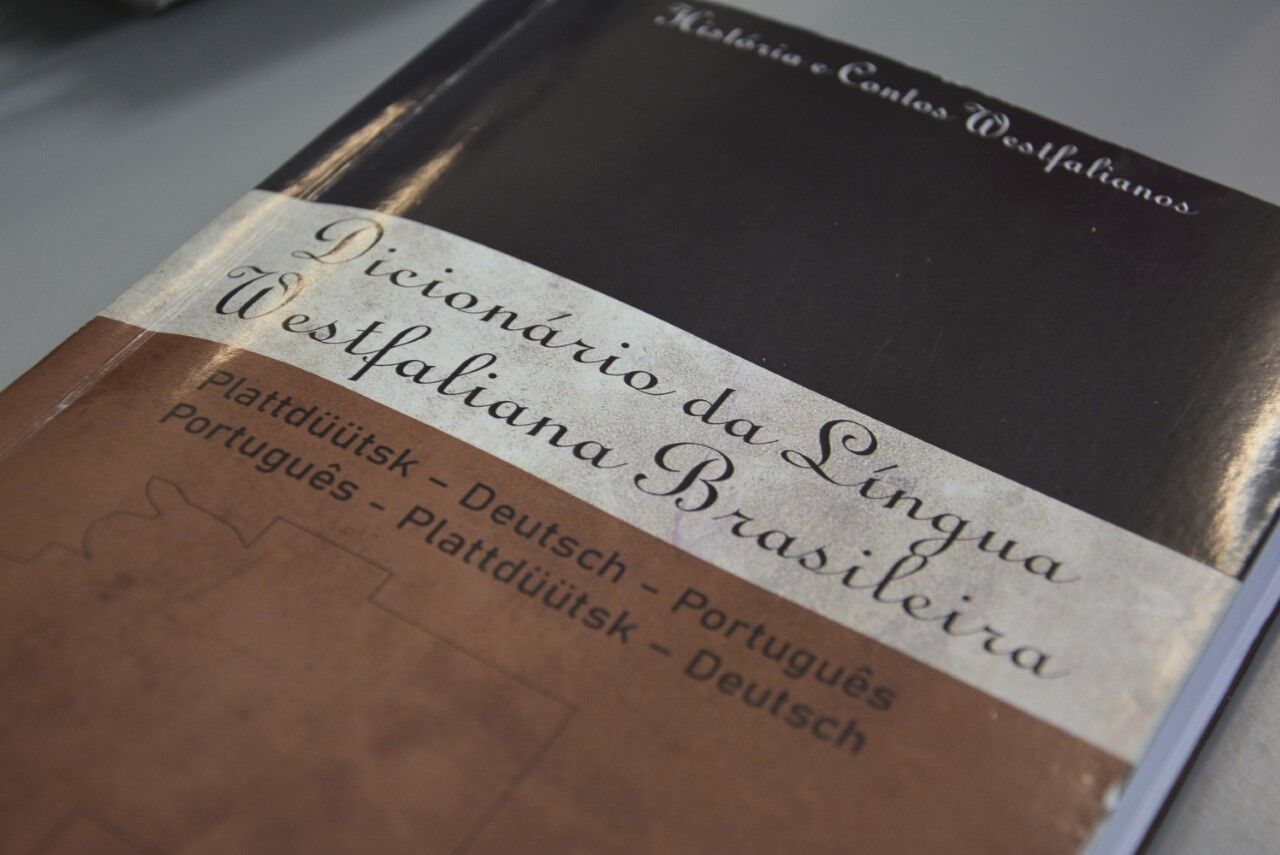 História e Contos Westfalianos
Dicionário da Língua
Westfaliana Brasileira
Plattdüütsk – Deutsch – Português
Português – Plattdüütsk – Deutsch